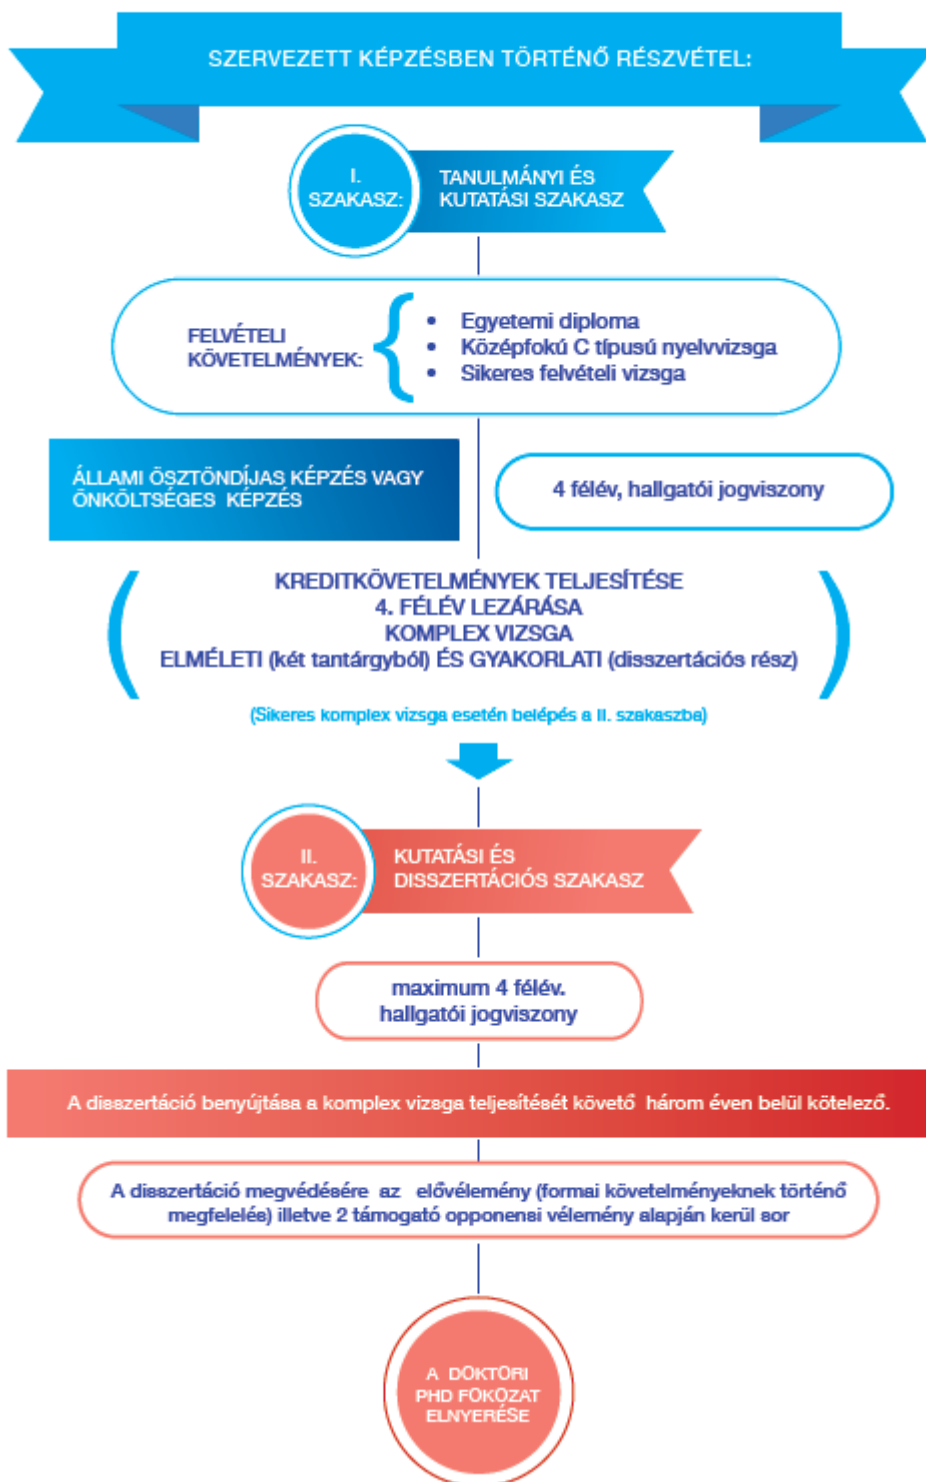 SZERVEZETT KÉPZÉSBEN TÖRTÉNŐ RÉSZVÉTEL:
I.
SZAKASZ:
TANULMÁNYI ÉS
KUTATÁSI SZAKASZ
FELVÉTELI
KÖVETELMÉNYEK:
• Egyetemi diploma
• Középfokú C típusú nyelvvizsga
• Sikeres felvételi vizsga
ÁLLAMI ÖSZTÖNDÍJAS KÉPZÉS VAGY
ÖNKÖLTSÉGES KÉPZÉS
4 félév, hallgatói jogviszony
KREDITKÖVETELMÉNYEK TELJESÍTÉSE
4. FÉLÉV LEZÁRÁSA
KOMPLEX VIZSGA
ELMÉLETI (két tantárgyból) ÉS GYAKORLATI (disszertációs rész)
(Sikeres komplex vizsga esetén belépés a II. szakaszba)
II.
SZAKASZ:
KUTATÁSI ÉS
DISSZERTÁCIÓS SZAKASZ
maximum 4 félév.
hallgatói jogviszony
A disszertáció benyújtása a komplex vizsga teljesítését követő három éven belül kötelező.
A disszertáció megvédésére az elővélemény (formai követelményeknek történő
megfelelés) illetve 2 támogató opponensi vélemény alapján kerül sor
A DOKTORI
PHD FOKOZAT
ELNYERÉSE